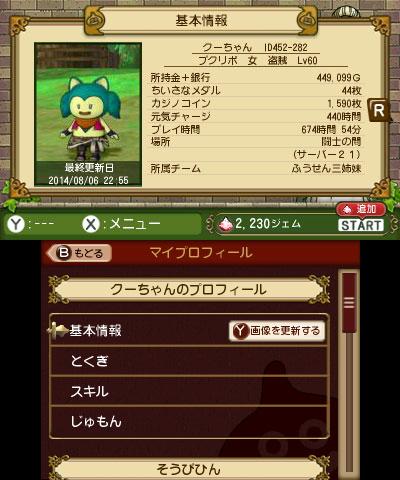 基本情報
クーちゃん ID452-282
プクリポ 女 盗賊 Lv60
所持金＋銀行 449,099G
ちいさなメダル 44枚
カジノコイン 1,590枚
元気チャージ 440時間
プレイ時間 674時間 54分
場所 闘士の間
(サーバー２１)
所属チーム ふうせん三姉妹
最終更新日
2014/08/06 22:55
R
Y:--- X:メニュー 2,230ジェム 追加
START
Bもどる マイプロフィール
クーちゃんのプロフィール
基本情報 Y画像を更新する
とくぎ
スキル
じゅもん
そうびひん